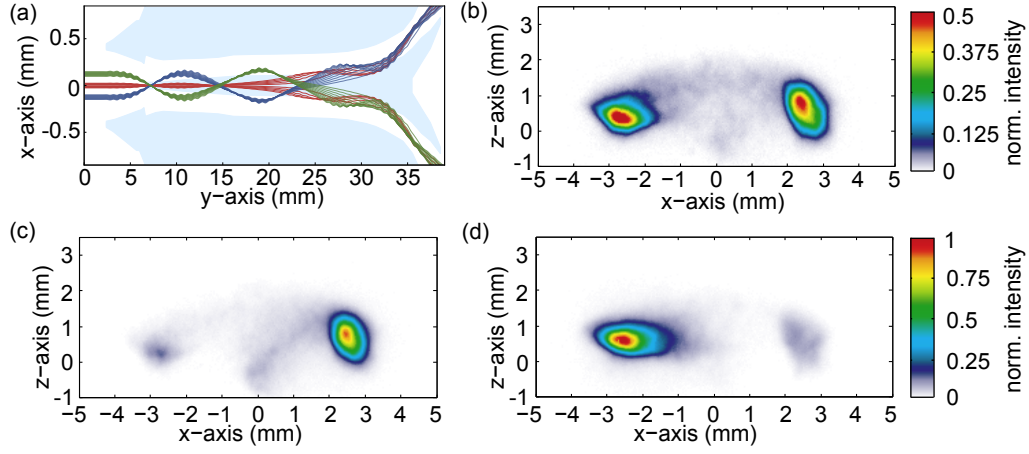 (a)
x-axis (mm)
0.5
0
-0.5
0 5 10 15 20 25 30 35
y-axis (mm)
(b)
z-axis (mm)
3
2
1
0
-1
-5 -4 -3 -2 -1 0 1 2 3 4 5
x-axis (mm)
0.5
0.375
0.25
0.125
0
norm. intensity
(c)
z-axis (mm)
3
2
1
0
-1
-5 -4 -3 -2 -1 0 1 2 3 4 5
x-axis (mm)
(d)
z-axis (mm)
3
2
1
0
-1
-5 -4 -3 -2 -1 0 1 2 3 4 5
x-axis (mm)
1
0.75
0.5
0.25
0
norm. intensity